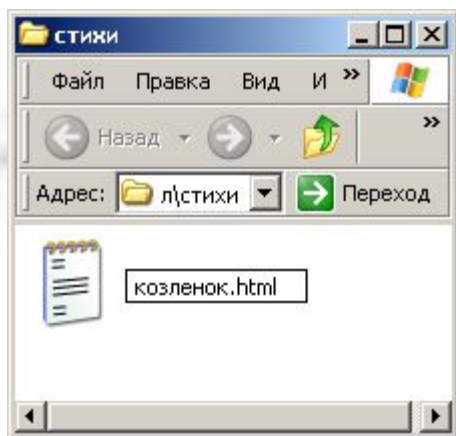 стихи
Файл Правка Вид И »
Назад »
Адрес: л\стихи Переход
козленок.html